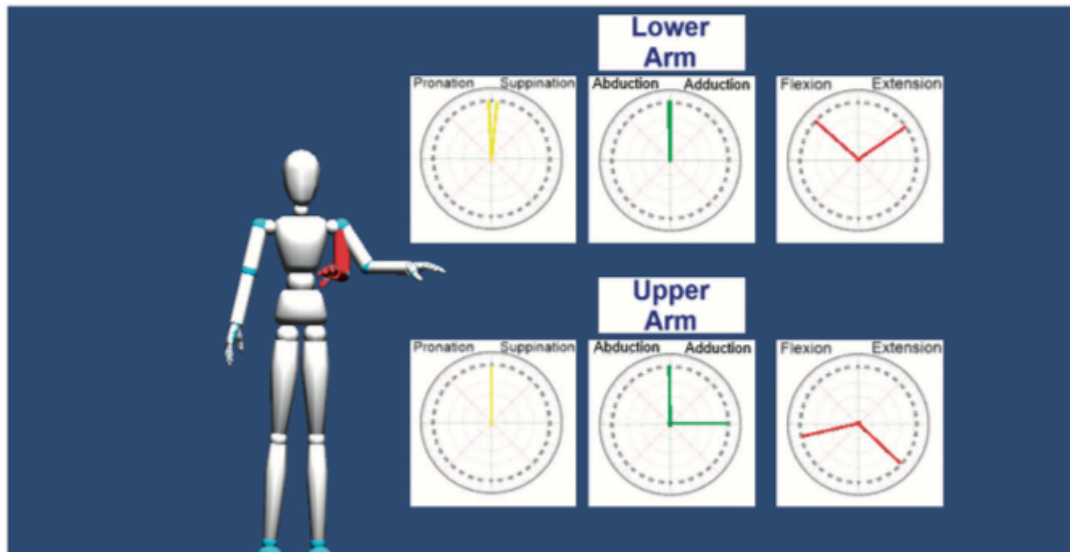 Lower
Arm
Pronation Suppination
Abduction Adduction
Flexion Extension
Upper
Arm
Pronation Suppination
Abduction Adduction
Flexion Extension